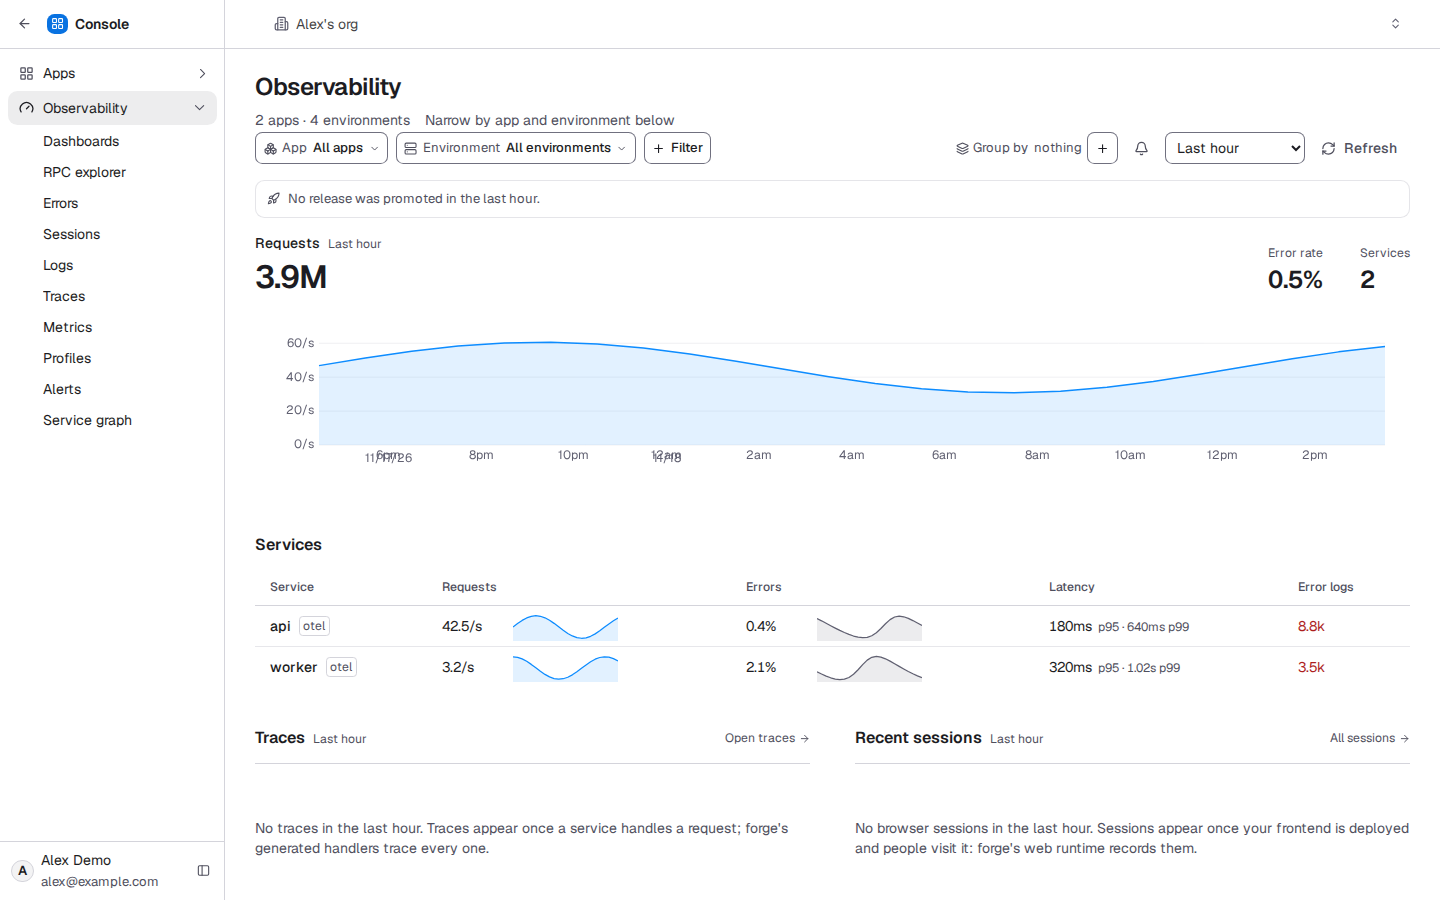 Console
Alex's org
Apps
Observability
Dashboards
RPC explorer
Errors
Sessions
Logs
Traces
Metrics
Profiles
Alerts
Service graph
A
Alex Demo
alex@example.com
Observability
2 apps · 4 environments Narrow by app and environment below
App All apps Environment All environments + Filter Group by nothing + Last hour Refresh
No release was promoted in the last hour.
Requests Last hour
3.9M
Error rate Services
0.5% 2
60/s
40/s
20/s
0/s
6pm 8pm 10pm 12am 2am 4am 6am 8am 10am 12pm 2pm
11/17/26 11/18
Services
Service Requests Errors Latency Error logs
api otel 42.5/s 0.4% 180ms p95 · 640ms p99 8.8k
worker otel 3.2/s 2.1% 320ms p95 · 1.02s p99 3.5k
Traces Last hour Open traces →
No traces in the last hour. Traces appear once a service handles a request; forge's
generated handlers trace every one.
Recent sessions Last hour All sessions →
No browser sessions in the last hour. Sessions appear once your frontend is deployed
and people visit it: forge's web runtime records them.